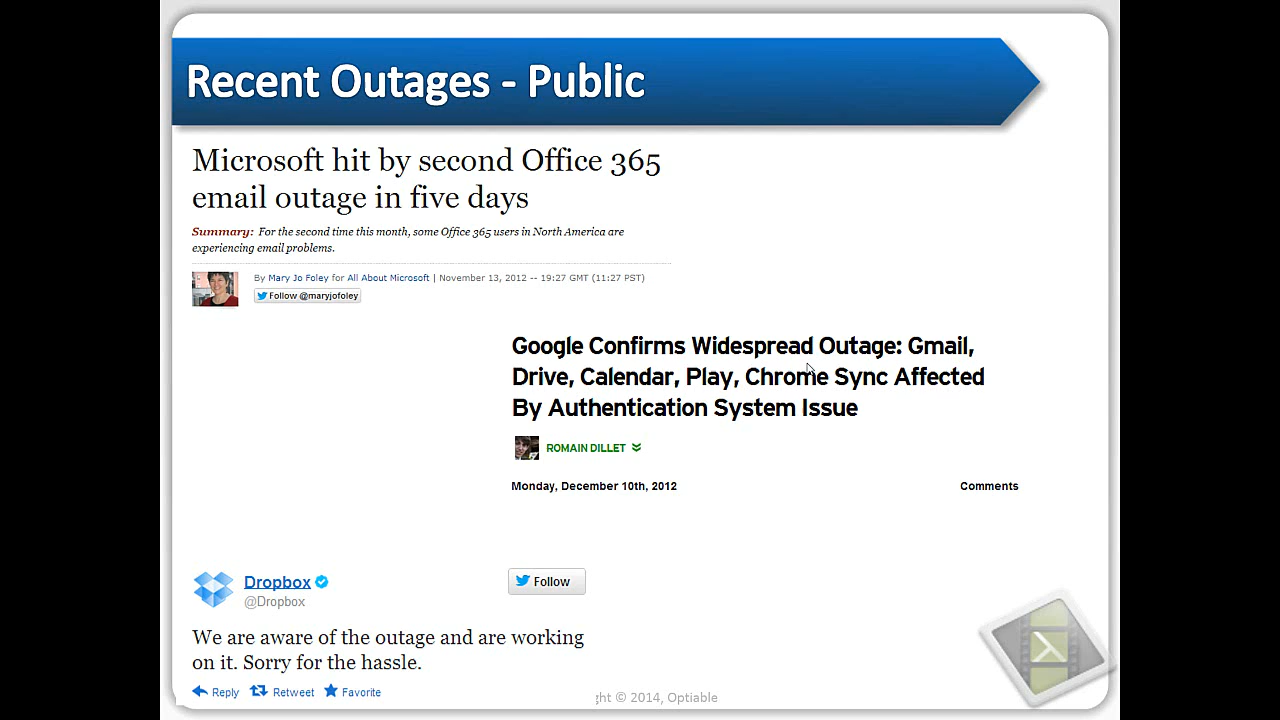 Recent Outages - Public
Microsoft hit by second Office 365
email outage in five days
Summary: For the second time this month, some Office 365 users in North America are
experiencing email problems.
By Mary Jo Foley for All About Microsoft | November 13, 2012 -- 19:27 GMT (11:27 PST)
Follow @maryjofoley
Google Confirms Widespread Outage: Gmail,
Drive, Calendar, Play, Chrome Sync Affected
By Authentication System Issue
ROMAIN DILLET
Monday, December 10th, 2012 Comments
Dropbox Follow
@Dropbox
We are aware of the outage and are working
on it. Sorry for the hassle.
Reply Retweet Favorite
ght © 2014, Optiable